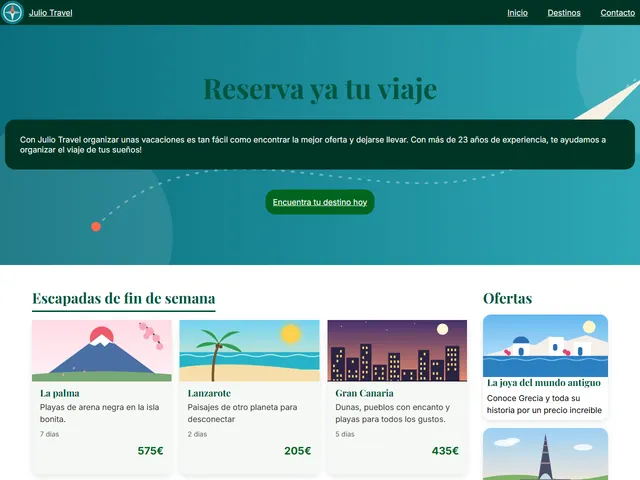 Julio Travel
Inicio
Destinos
Contacto
Reserva ya tu viaje
Con Julio Travel organizar unas vacaciones es tan fácil como encontrar la mejor oferta y dejarse llevar. Con más de 23 años de experiencia, te ayudamos a
organizar el viaje de tus sueños!
Encuentra tu destino hoy
Escapadas de fin de semana
La palma
Playas de arena negra en la isla
bonita.
7 días
575€
Lanzarote
Paisajes de otro planeta para
desconectar
2 días
205€
Gran Canaria
Dunas, pueblos con encanto y
playas para todos los gustos.
5 días
435€
Ofertas
La joya del mundo antiguo
Conoce Grecia y toda su
historia por un precio increible